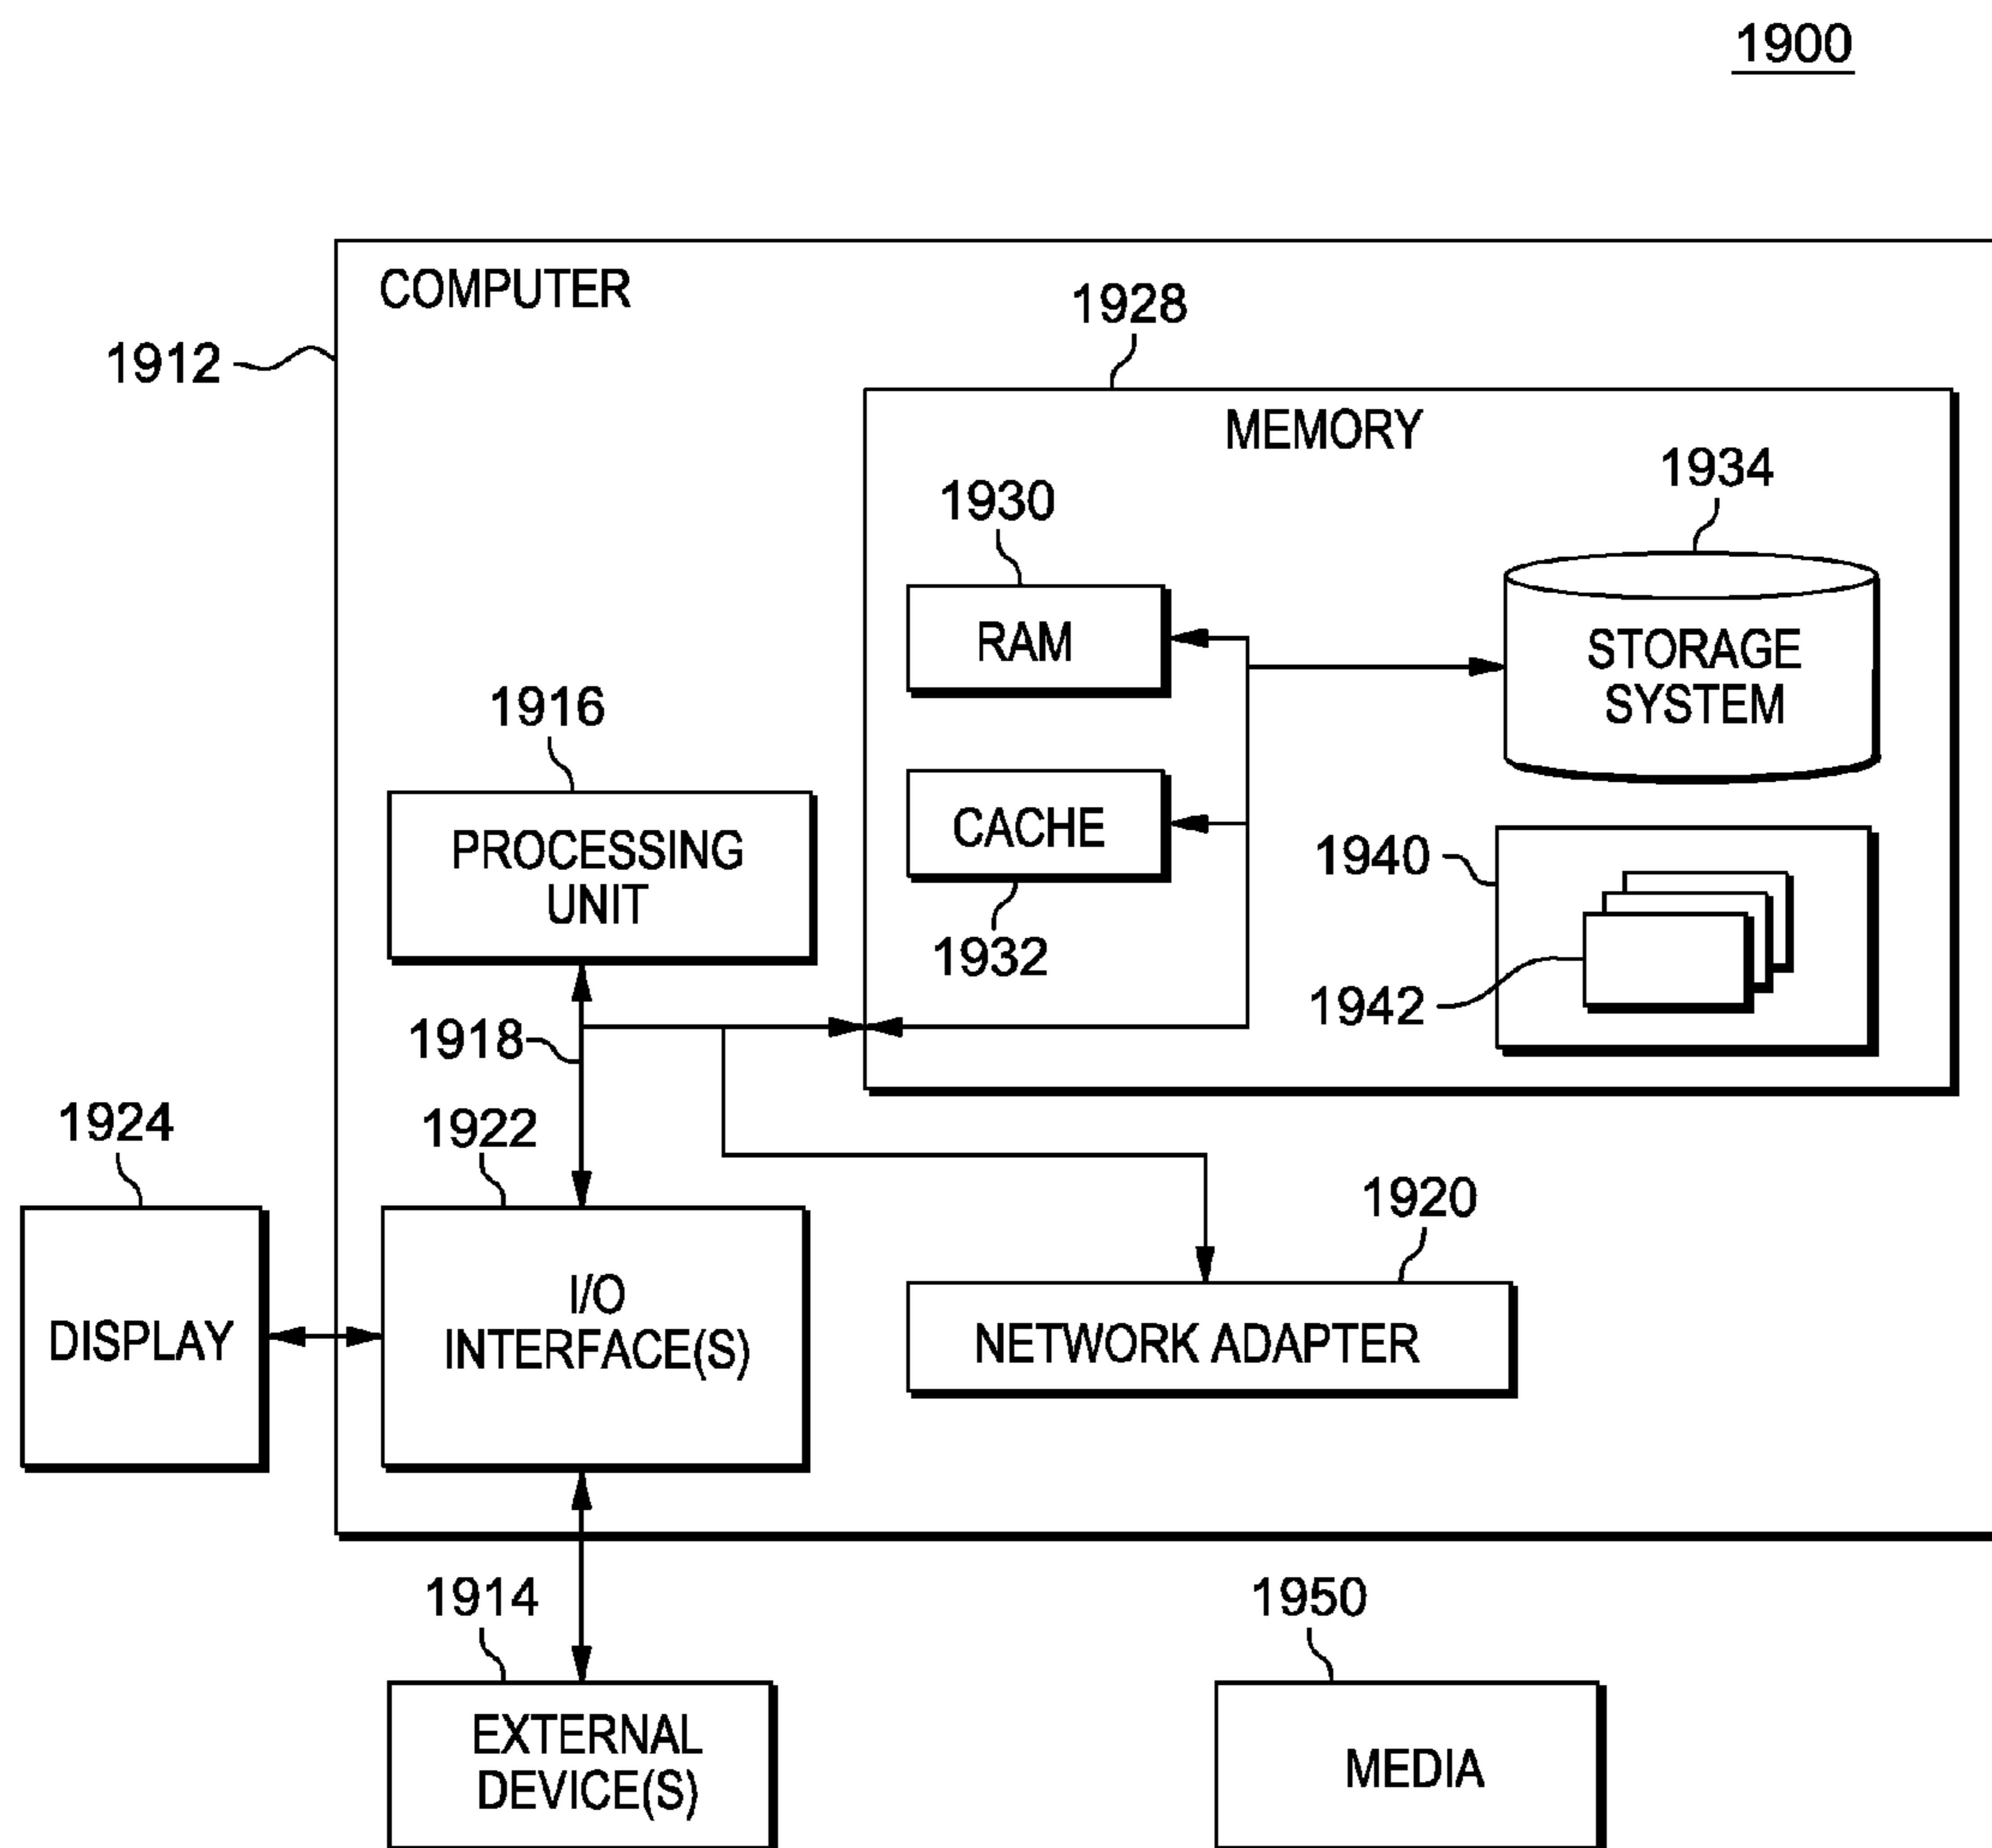 1900
COMPUTER
1912
1928
MEMORY
1934
1930
RAM
STORAGE
SYSTEM
1916
PROCESSING
UNIT
CACHE
1932
1940
1942
1918
1924
1922
1920
DISPLAY
I/O
INTERFACE(S)
NETWORK ADAPTER
1914
1950
EXTERNAL
DEVICE(S)
MEDIA